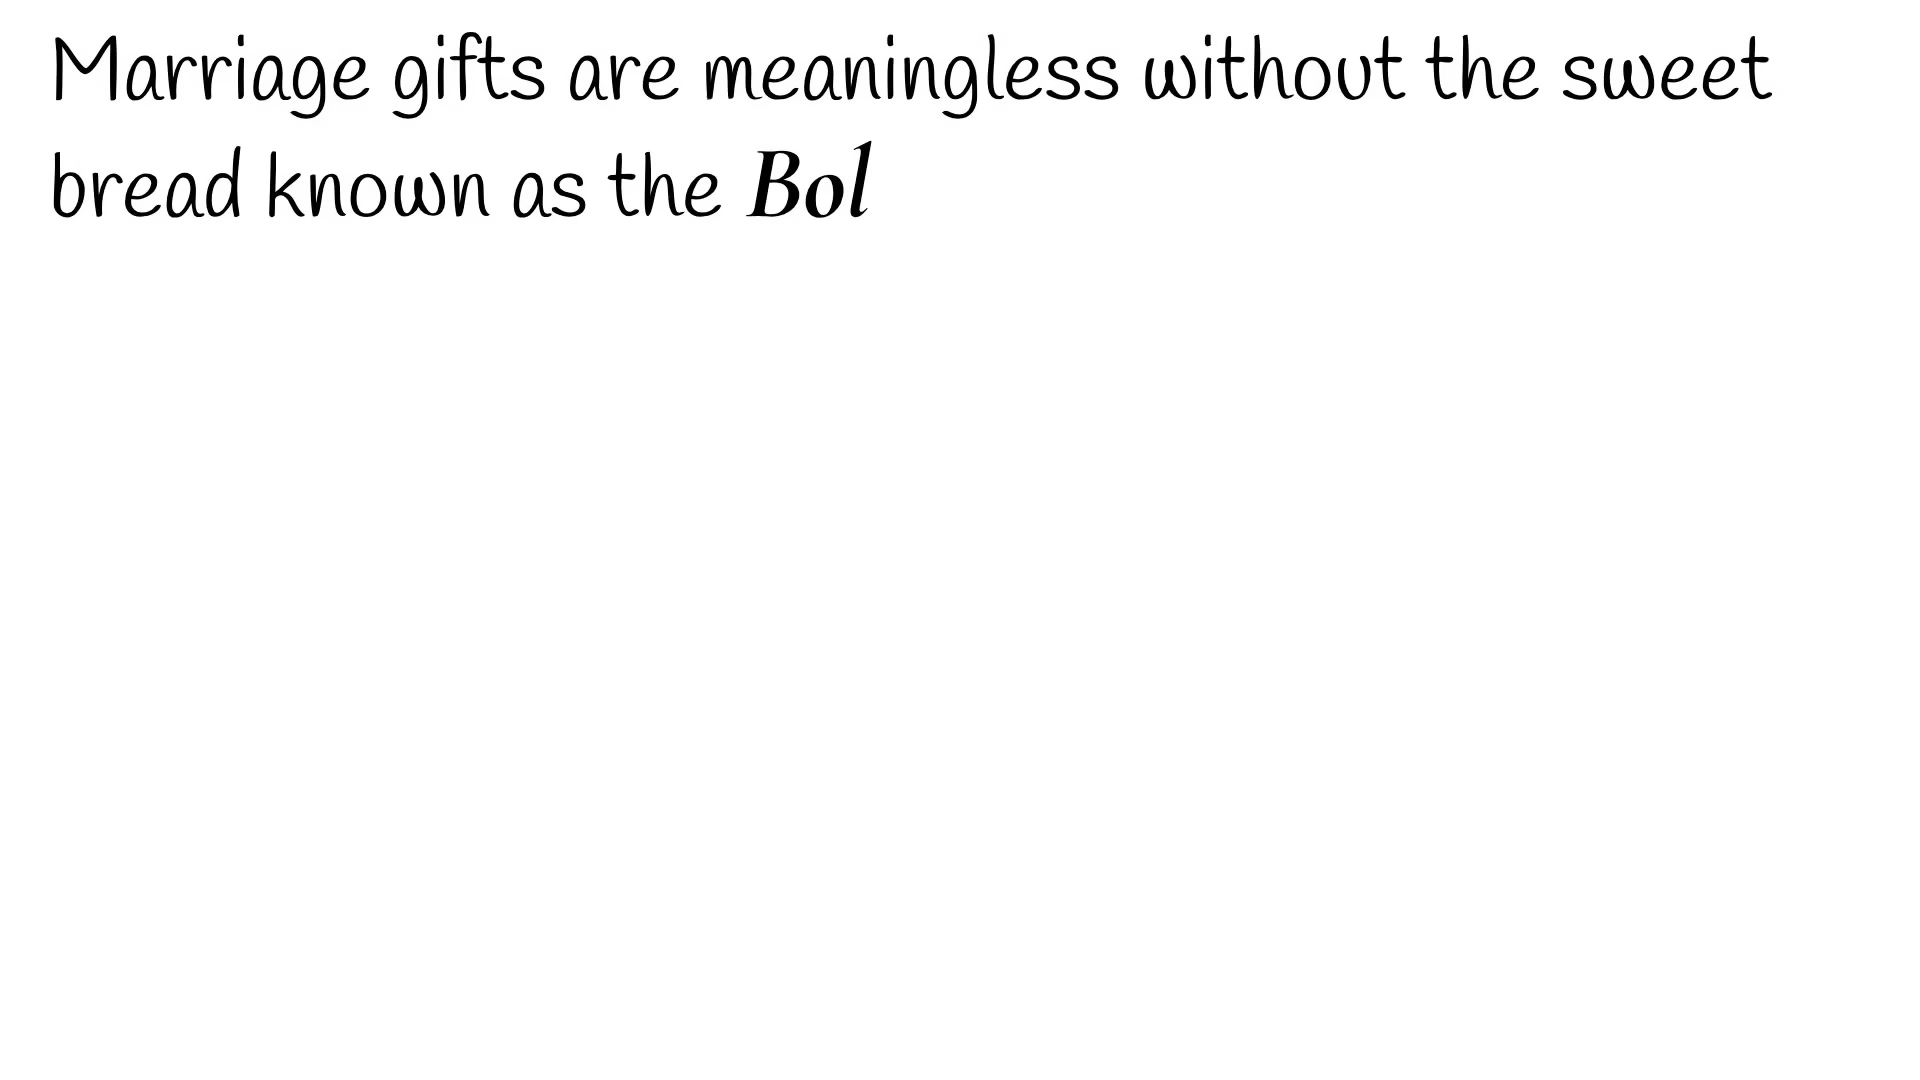 Marriage gifts are meaningless without the sweet
bread known as the Bol